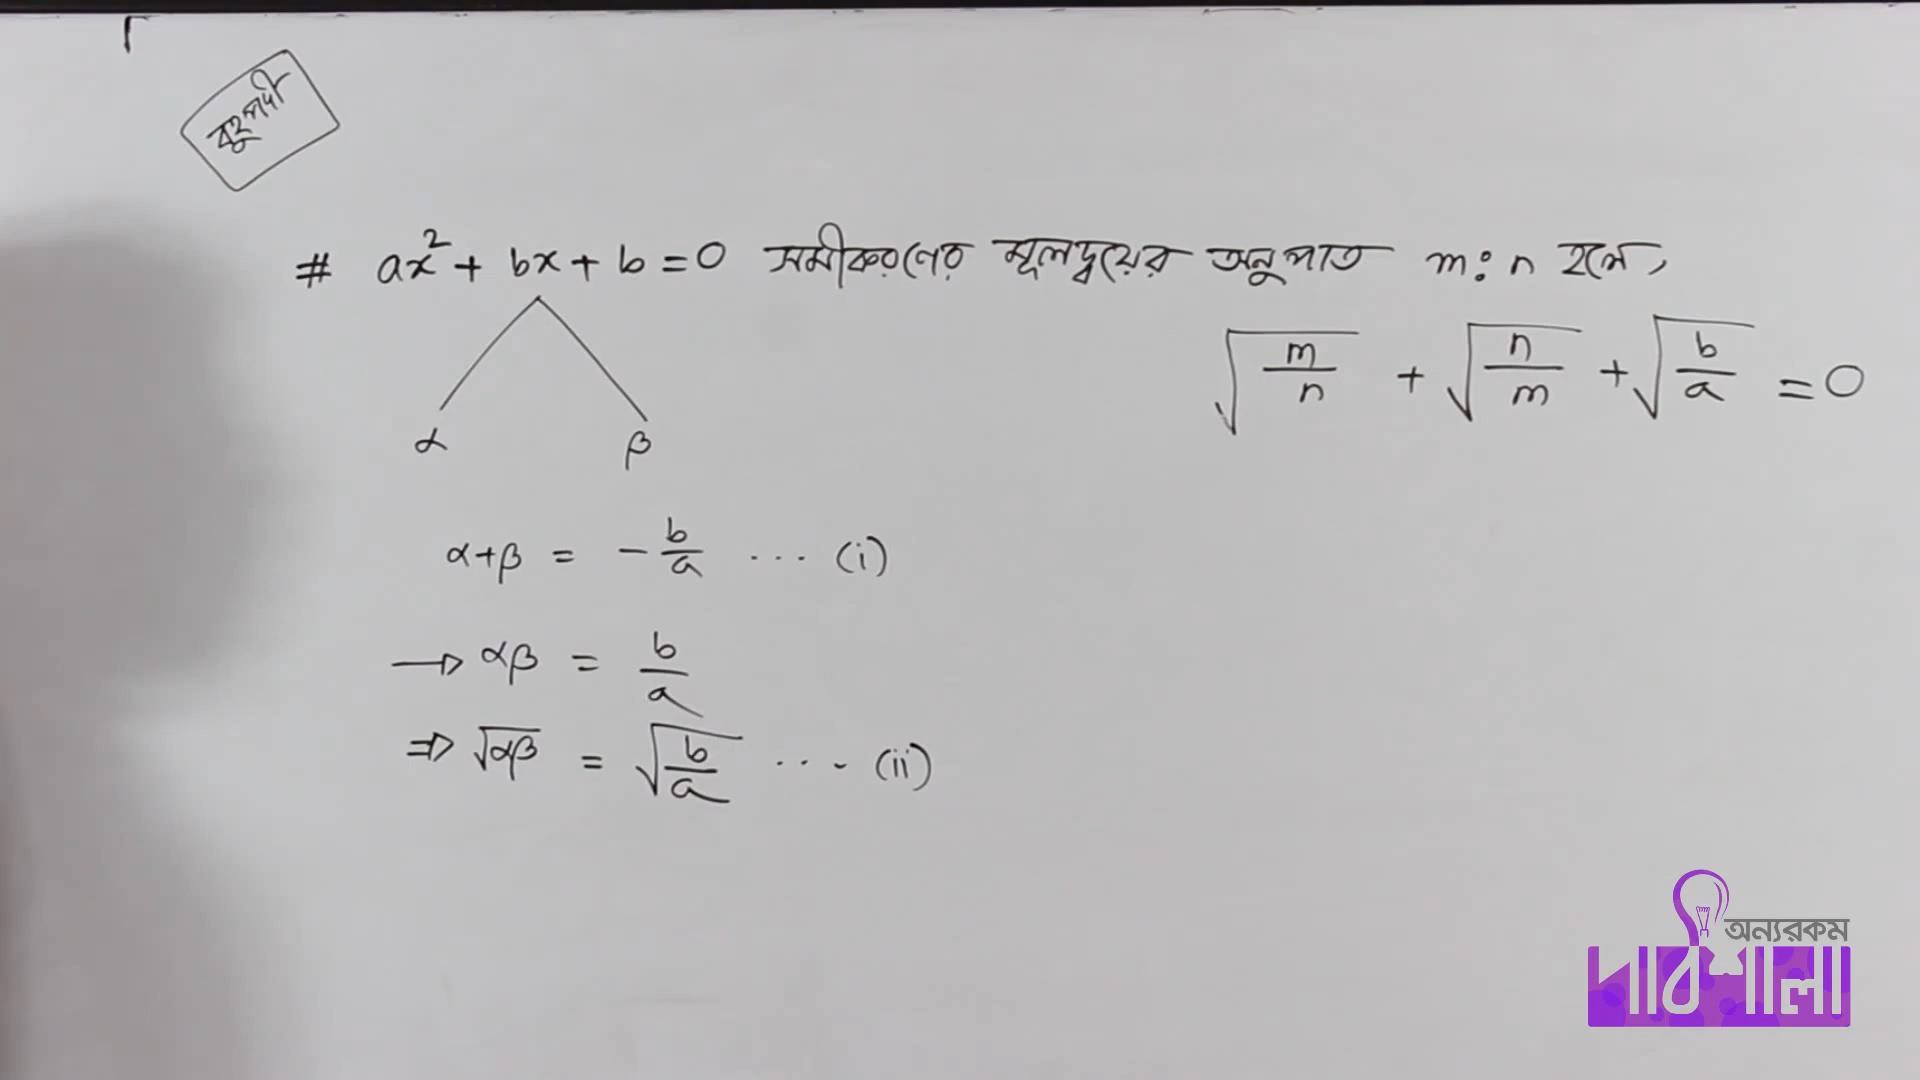 বহুপদী
# ax² + bx + b = 0 সমীকরণের মূলদ্বয়ের অনুপাত m : n হলে,
√(m/n) + √(n/m) + √(b/a) = 0
α β
α+β = - b/a ... (i)
→ αβ = b/a
⇒ √αβ = √(b/a) ... (ii)
অন্যরকম
পাঠশালা